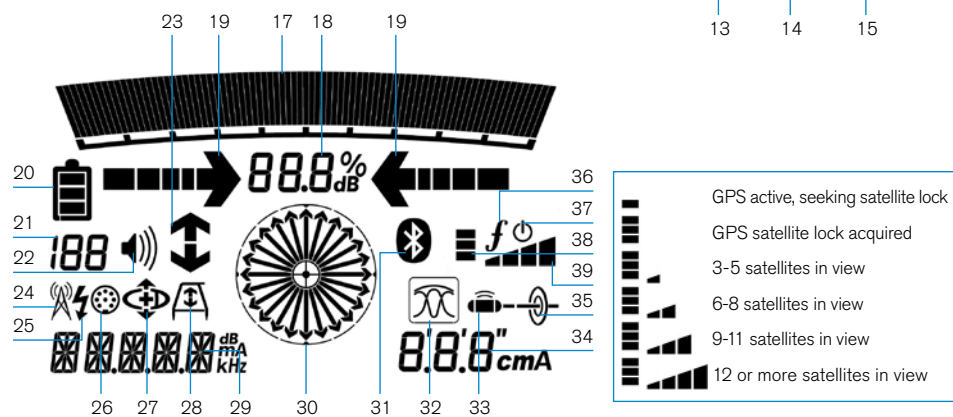 23 19 17 18 19
13 14 15
88.8 % dB
20
36
37
21
188
f
38
22
39
24
35
25
dB
mA
kHz
8.'8.'8" cmA
34
26 27 28 29 30 31 32 33
GPS active, seeking satellite lock
GPS satellite lock acquired
3-5 satellites in view
6-8 satellites in view
9-11 satellites in view
12 or more satellites in view